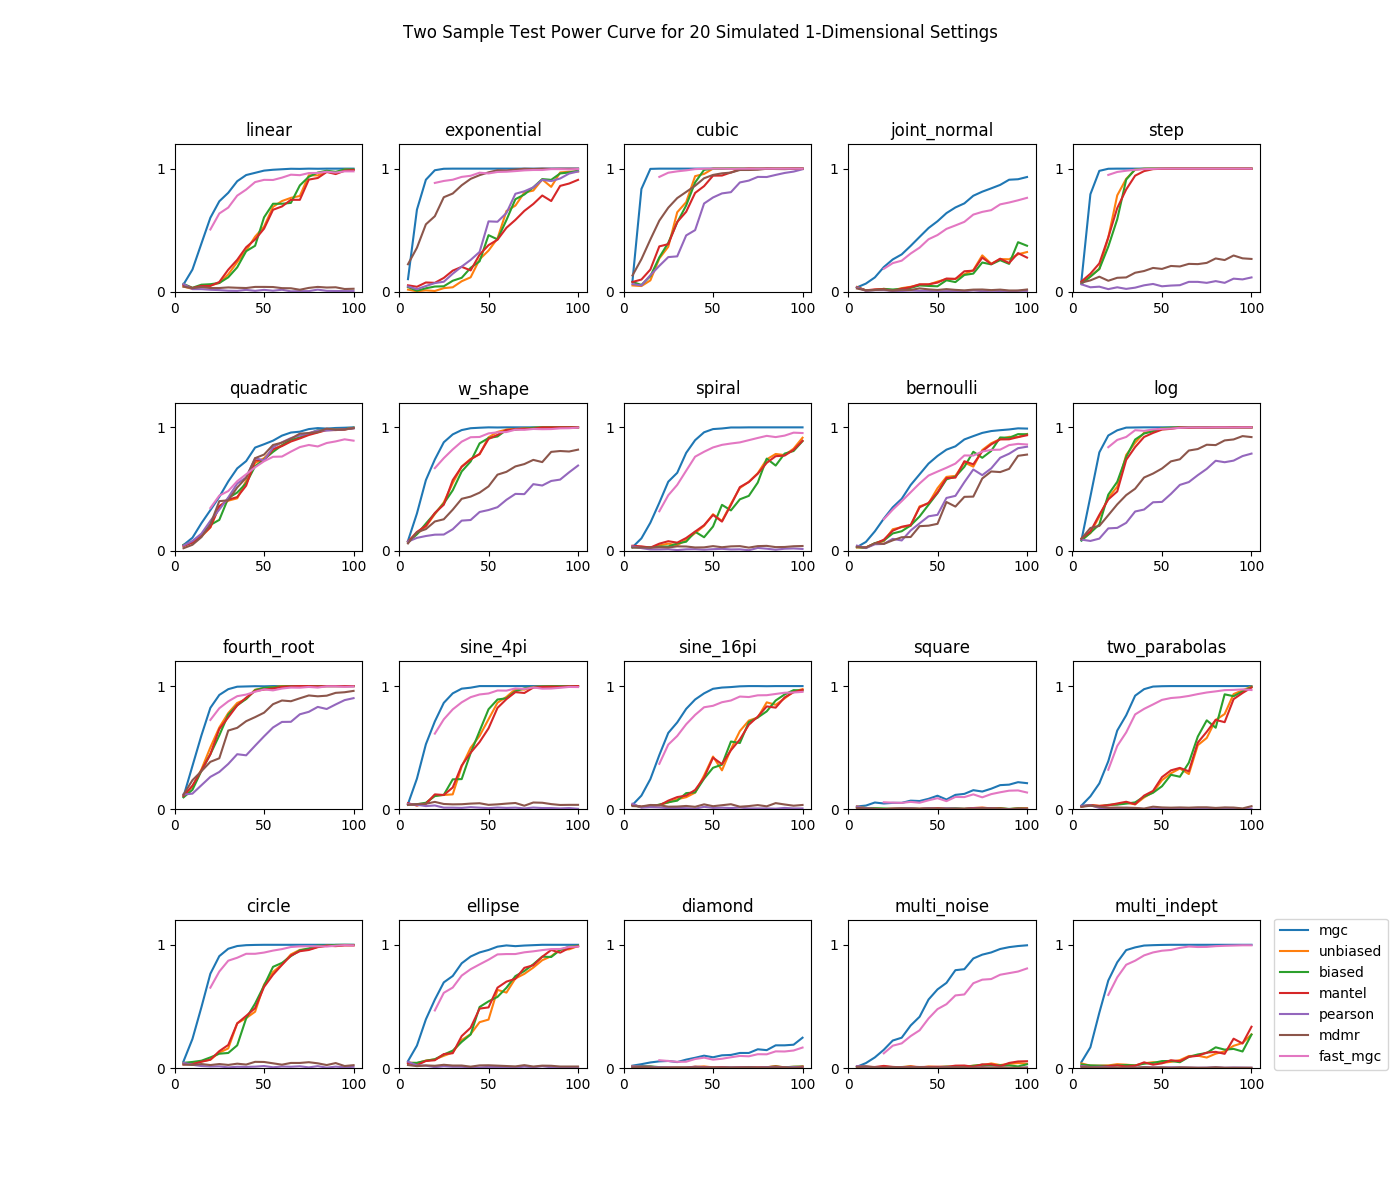 Two Sample Test Power Curve for 20 Simulated 1-Dimensional Settings
linear exponential cubic joint_normal step
1 1 1 1 1
0 0 0 0 0
0 50 100 0 50 100 0 50 100 0 50 100 0 50 100
quadratic w_shape spiral bernoulli log
1 1 1 1 1
0 0 0 0 0
0 50 100 0 50 100 0 50 100 0 50 100 0 50 100
fourth_root sine_4pi sine_16pi square two_parabolas
1 1 1 1 1
0 0 0 0 0
0 50 100 0 50 100 0 50 100 0 50 100 0 50 100
circle ellipse diamond multi_noise multi_indept
1 1 1 1 1
0 0 0 0 0
0 50 100 0 50 100 0 50 100 0 50 100 0 50 100
mgc
unbiased
biased
mantel
pearson
mdmr
fast_mgc